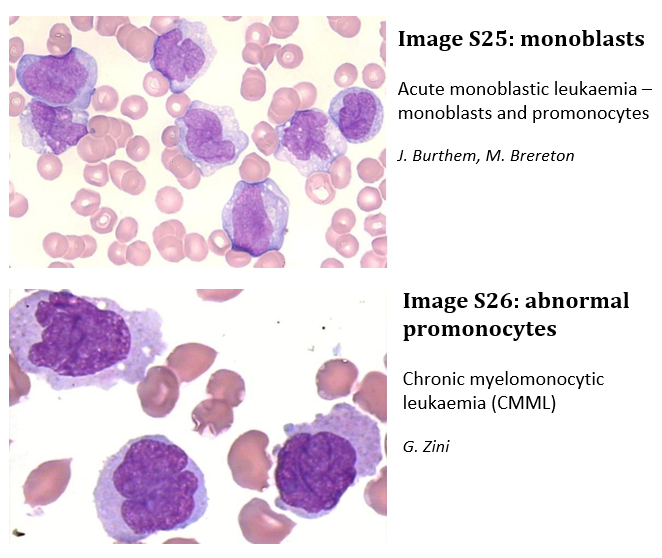 Image S25: monoblasts
Acute monoblastic leukaemia –
monoblasts and promonocytes
J. Burthem, M. Brereton
Image S26: abnormal
promonocytes
Chronic myelomonocytic
leukaemia (CMML)
G. Zini